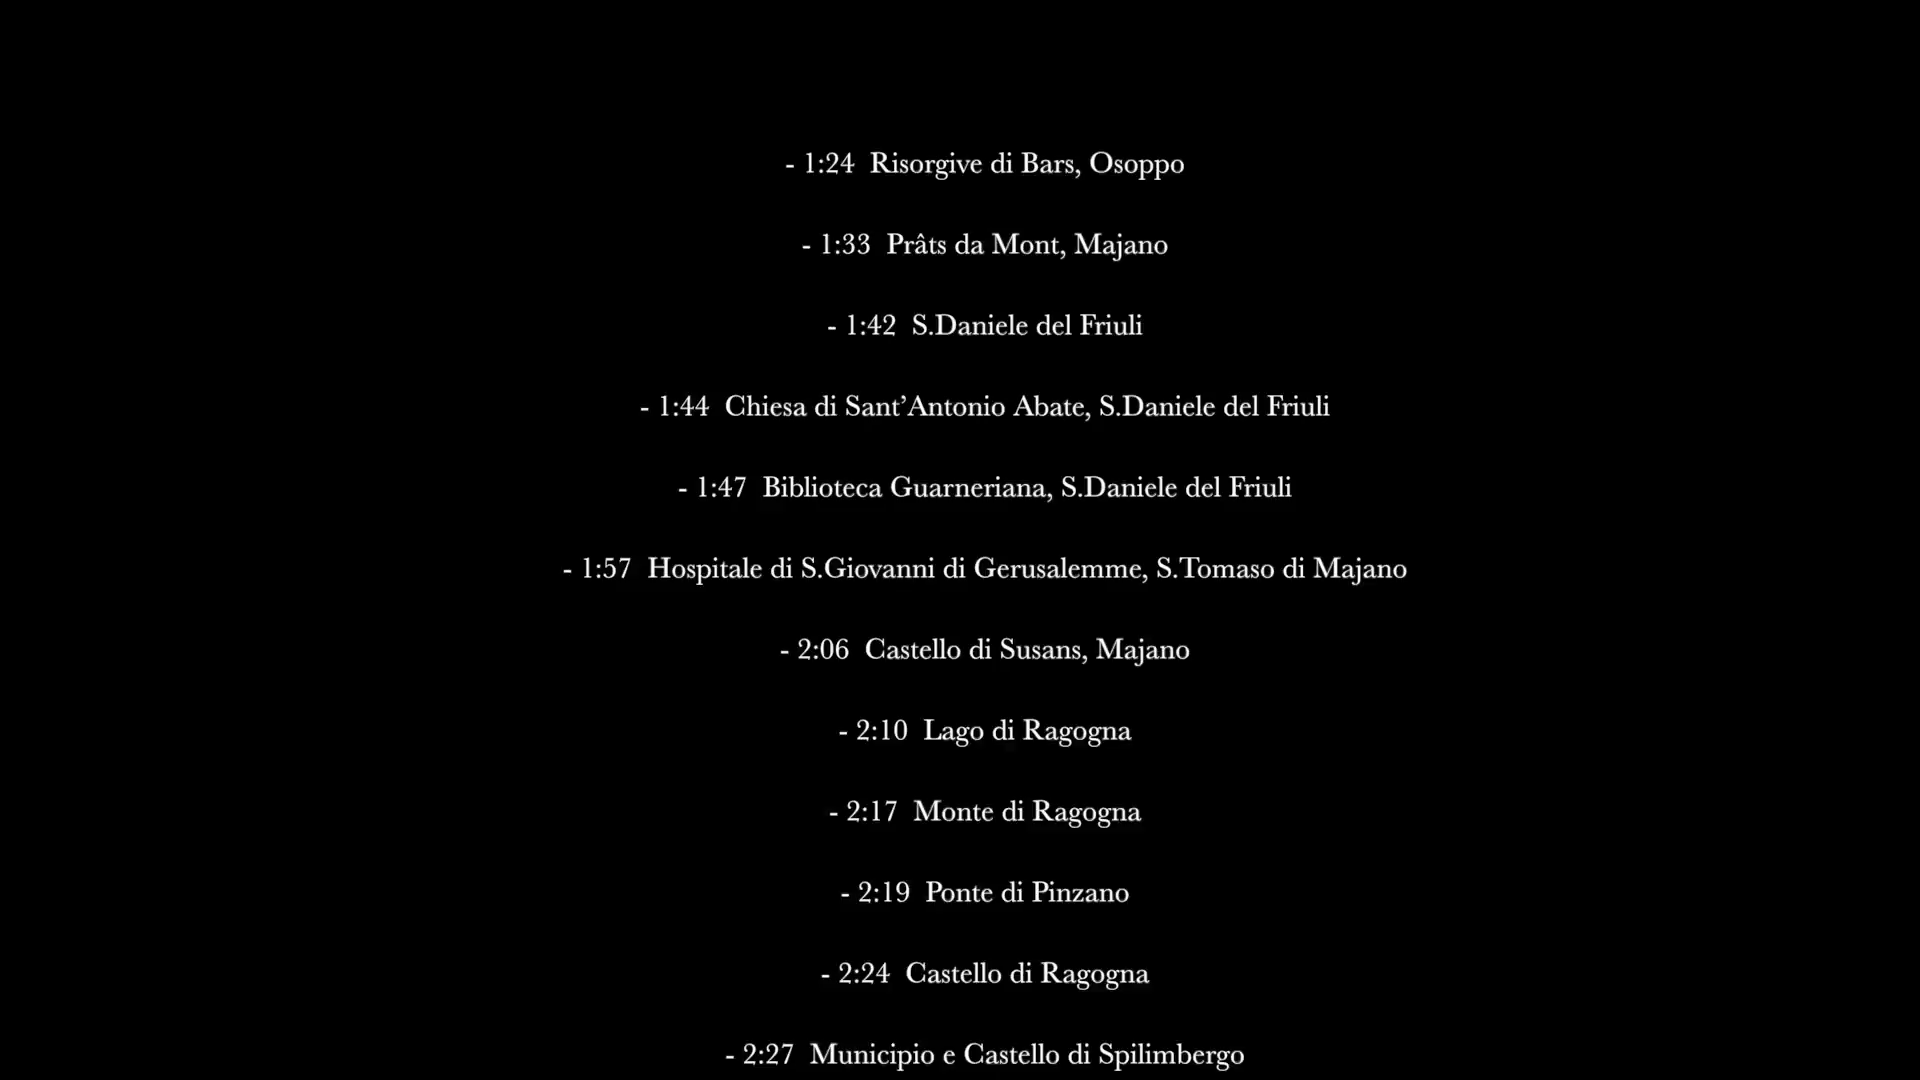 - 1:24 Risorgive di Bars, Osoppo
- 1:33 Prâts da Mont, Majano
- 1:42 S.Daniele del Friuli
- 1:44 Chiesa di Sant’Antonio Abate, S.Daniele del Friuli
- 1:47 Biblioteca Guarneriana, S.Daniele del Friuli
- 1:57 Hospitale di S.Giovanni di Gerusalemme, S.Tomaso di Majano
- 2:06 Castello di Susans, Majano
- 2:10 Lago di Ragogna
- 2:17 Monte di Ragogna
- 2:19 Ponte di Pinzano
- 2:24 Castello di Ragogna
- 2:27 Municipio e Castello di Spilimbergo